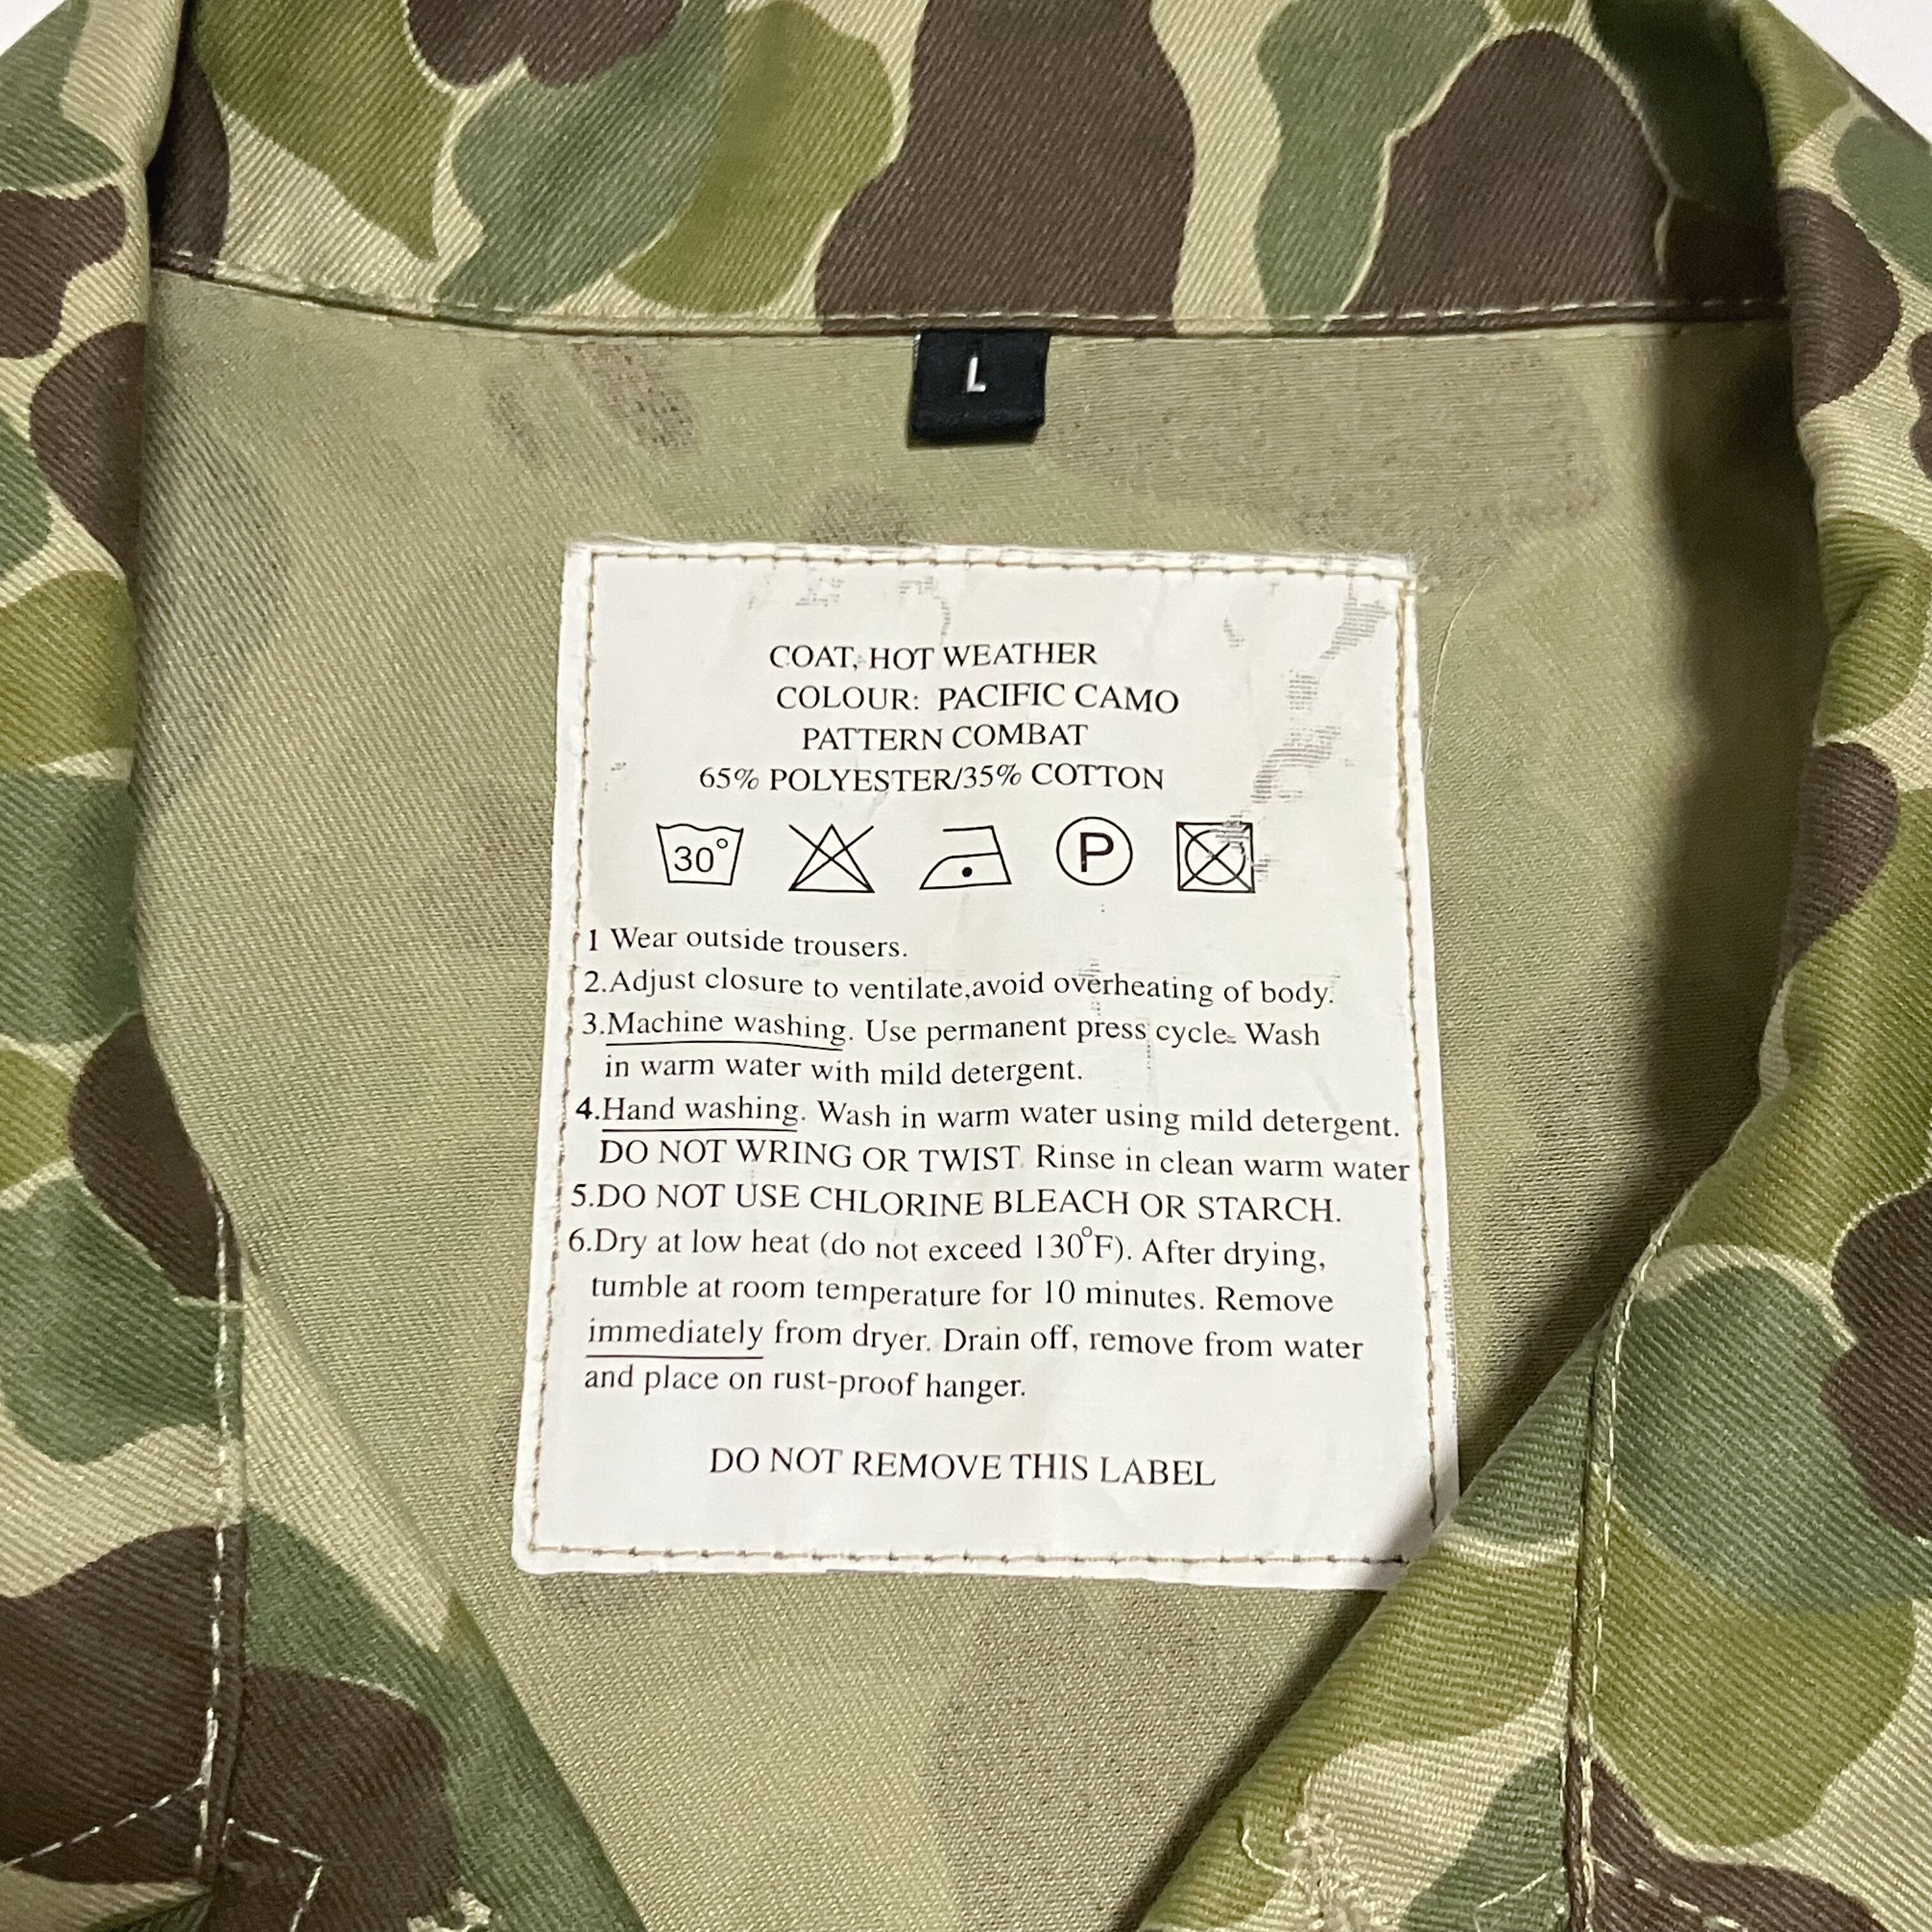 L
COAT, HOT WEATHER
COLOUR: PACIFIC CAMO
PATTERN COMBAT
65% POLYESTER/35% COTTON
30° P
1 Wear outside trousers.
2.Adjust closure to ventilate,avoid overheating of body.
3.Machine washing. Use permanent press cycle. Wash
in warm water with mild detergent.
4.Hand washing. Wash in warm water using mild detergent.
DO NOT WRING OR TWIST. Rinse in clean warm water
5.DO NOT USE CHLORINE BLEACH OR STARCH.
6.Dry at low heat (do not exceed 130°F). After drying,
tumble at room temperature for 10 minutes. Remove
immediately from dryer. Drain off, remove from water
and place on rust-proof hanger.
DO NOT REMOVE THIS LABEL